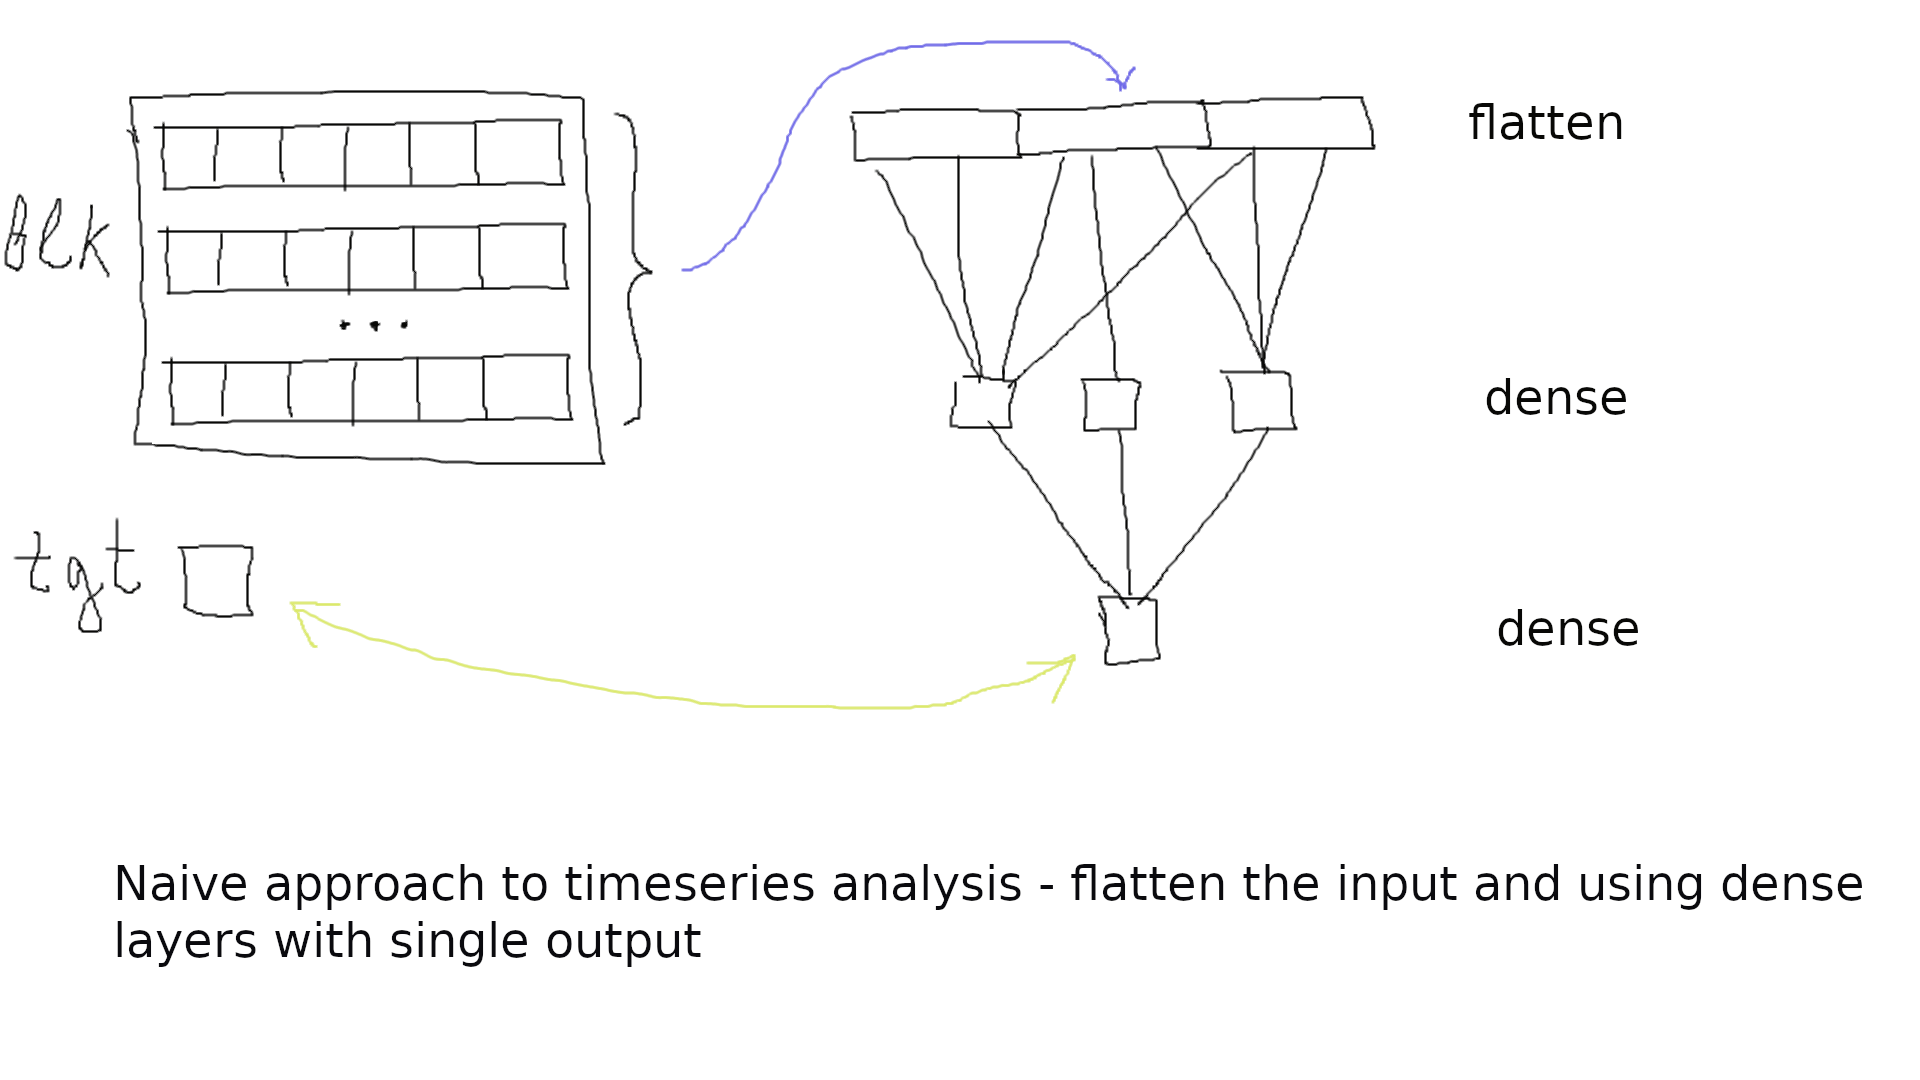 flatten
blk
dense
tgt
dense
Naive approach to timeseries analysis - flatten the input and using dense
layers with single output